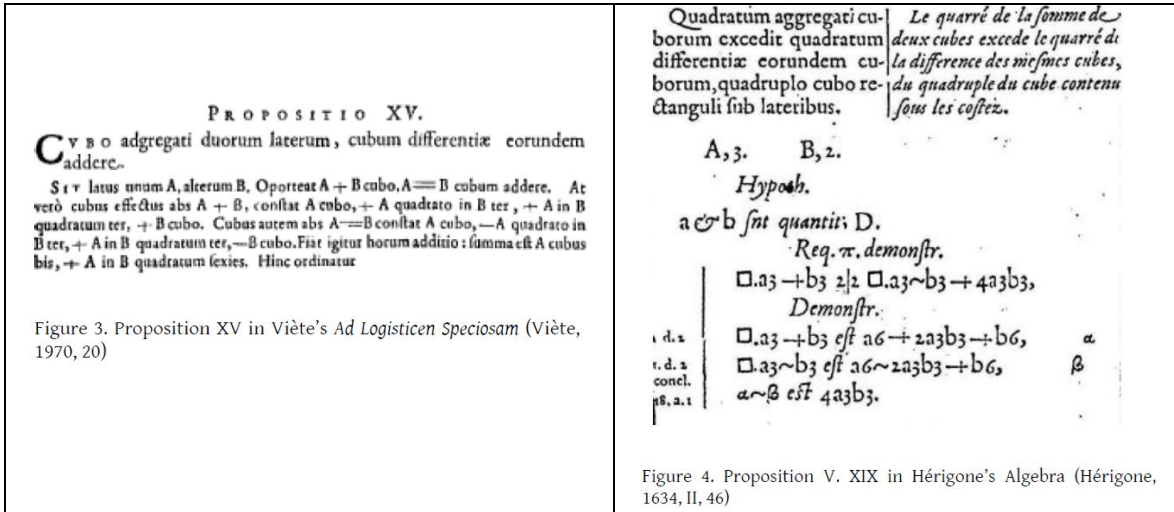 PROPOSITIO XV.
CVBO adgregati duorum laterum, cubum differentiæ eorundem
addere.
SIT latus unum A, alterum B. Oporteat A + B cubo, A == B cubum addere. At
verò cubus effectus abs A + B, constat A cubo, + A quadrato in B ter, + A in B
quadratum ter, + B cubo. Cubus autem abs A == B constat A cubo, — A quadrato in
B ter, + A in B quadratum ter, — B cubo. Fiat igitur horum additio: summa est A cubus
bis, + A in B quadratum sexies. Hinc ordinatur
Figure 3. Proposition XV in Viète's Ad Logisticen Speciosam (Viète,
1970, 20)
Quadratum aggregati cu-
borum excedit quadratum
differentiæ eorundem cu-
borum, quadruplo cubo re-
ctanguli sub lateribus.
Le quarré de la somme de
deux cubes excede le quarré de
la difference des mesmes cubes,
du quadruple du cube contenu
sous les costez.
A, 3. B, 2.
Hypoth.
a & b snt quantit; D.
Req. π. demonstr.
□.a3 + b3 2|2 □.a3 ~ b3 + 4a3b3,
Demonstr.
□.a3 + b3 est a6 + 2a3b3 + b6, α
□.a3 ~ b3 est a6 ~ 2a3b3 + b6, β
concl.
α ~ β est 4a3b3.
Figure 4. Proposition V. XIX in Hérigone's Algebra (Hérigone,
1634, II, 46)